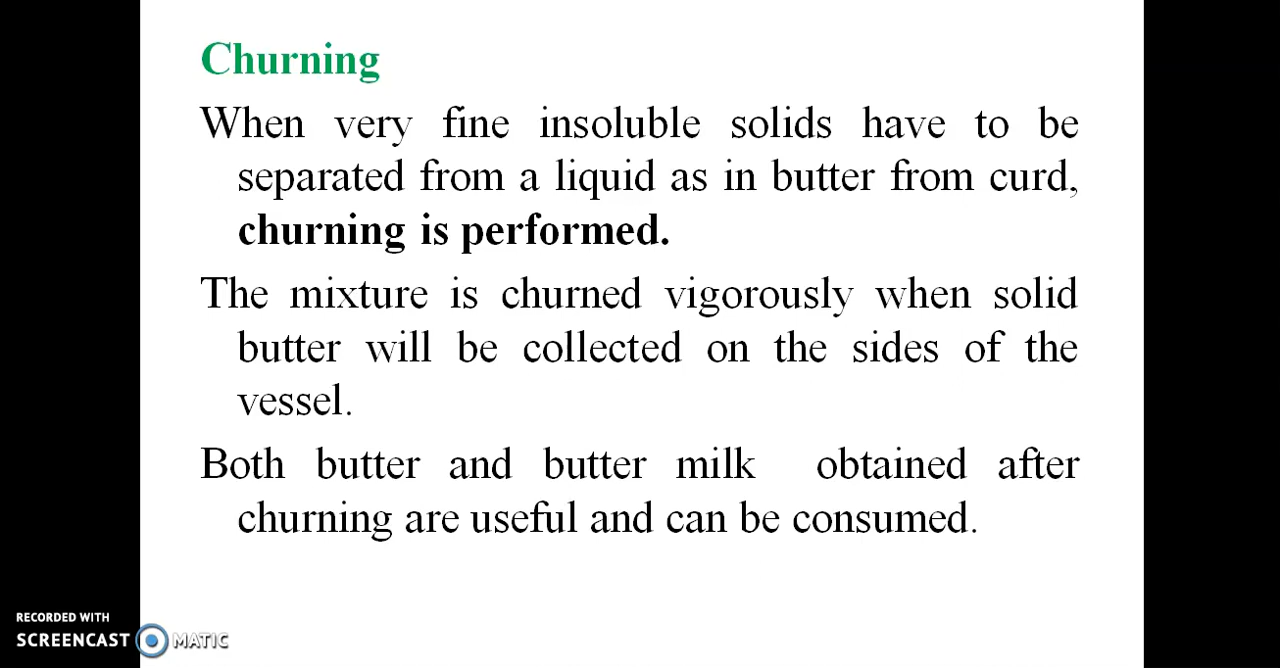 Churning
When very fine insoluble solids have to be
separated from a liquid as in butter from curd,
churning is performed.
The mixture is churned vigorously when solid
butter will be collected on the sides of the
vessel.
Both butter and butter milk obtained after
churning are useful and can be consumed.
RECORDED WITH
SCREENCAST MATIC